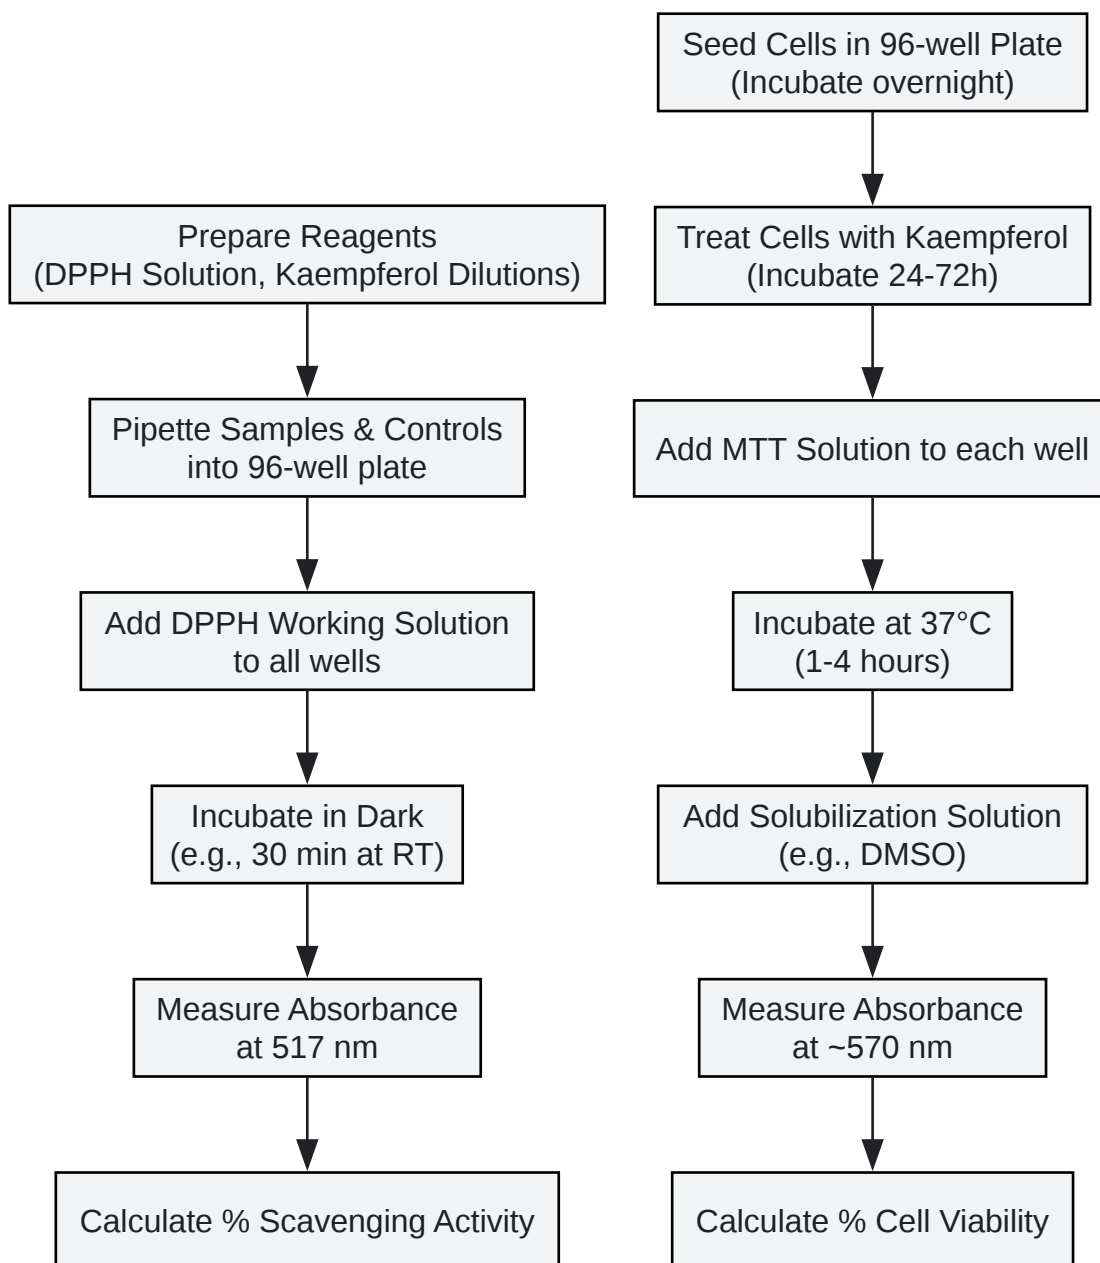 Prepare Reagents
(DPPH Solution, Kaempferol Dilutions)
Pipette Samples & Controls
into 96-well plate
Add DPPH Working Solution
to all wells
Incubate in Dark
(e.g., 30 min at RT)
Measure Absorbance
at 517 nm
Calculate % Scavenging Activity
Seed Cells in 96-well Plate
(Incubate overnight)
Treat Cells with Kaempferol
(Incubate 24-72h)
Add MTT Solution to each well
Incubate at 37°C
(1-4 hours)
Add Solubilization Solution
(e.g., DMSO)
Measure Absorbance
at ~570 nm
Calculate % Cell Viability